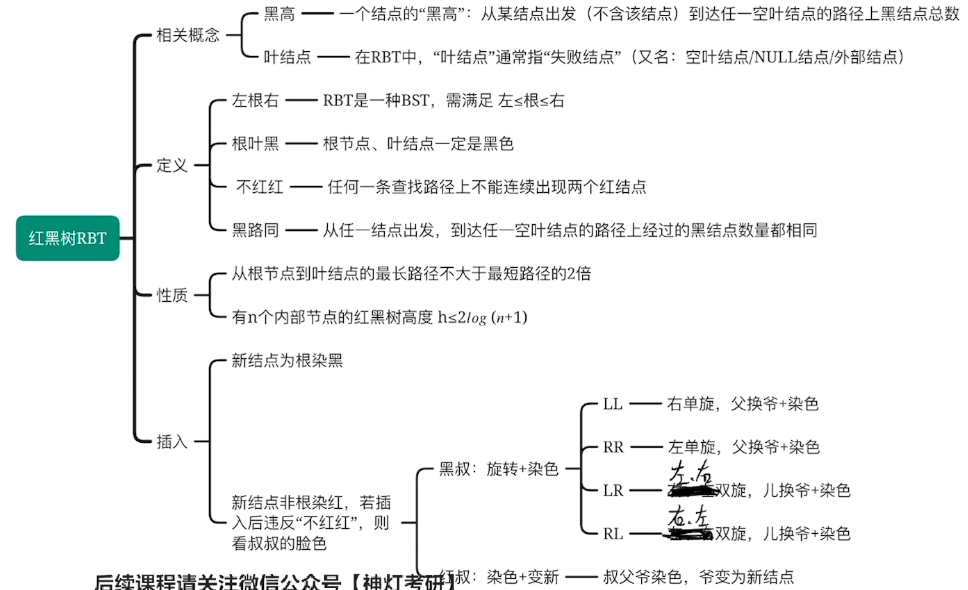 红黑树RBT
相关概念
黑高
一个结点的“黑高”：从某结点出发（不含该结点）到达任一空叶结点的路径上黑结点总数
叶结点
在RBT中，“叶结点”通常指“失败结点”（又名：空叶结点/NULL结点/外部结点）
定义
左根右
RBT是一种BST，需满足 左≤根≤右
根叶黑
根节点、叶结点一定是黑色
不红红
任何一条查找路径上不能连续出现两个红结点
黑路同
从任一结点出发，到达任一空叶结点的路径上经过的黑结点数量都相同
性质
从根节点到叶结点的最长路径不大于最短路径的2倍
有n个内部节点的红黑树高度 h≤2log (n+1)
插入
新结点为根染黑
新结点非根染红，若插
入后违反“不红红”，则
看叔叔的脸色
黑叔：旋转+染色
LL
右单旋，父换爷+染色
RR
左单旋，父换爷+染色
LR
左、右
双旋，儿换爷+染色
RL
右、左
双旋，儿换爷+染色
红叔：染色+变新
叔父爷染色，爷变为新结点
后续课程请关注微信公众号【神灯考研】